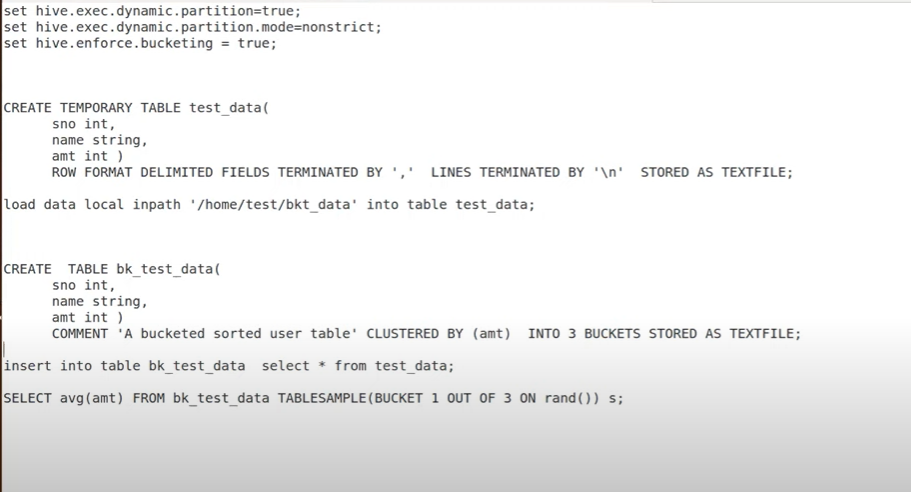 set hive.exec.dynamic.partition=true;
set hive.exec.dynamic.partition.mode=nonstrict;
set hive.enforce.bucketing = true;
CREATE TEMPORARY TABLE test_data(
sno int,
name string,
amt int )
ROW FORMAT DELIMITED FIELDS TERMINATED BY ',' LINES TERMINATED BY '\n' STORED AS TEXTFILE;
load data local inpath '/home/test/bkt_data' into table test_data;
CREATE TABLE bk_test_data(
sno int,
name string,
amt int )
COMMENT 'A bucketed sorted user table' CLUSTERED BY (amt) INTO 3 BUCKETS STORED AS TEXTFILE;
insert into table bk_test_data select * from test_data;
SELECT avg(amt) FROM bk_test_data TABLESAMPLE(BUCKET 1 OUT OF 3 ON rand()) s;